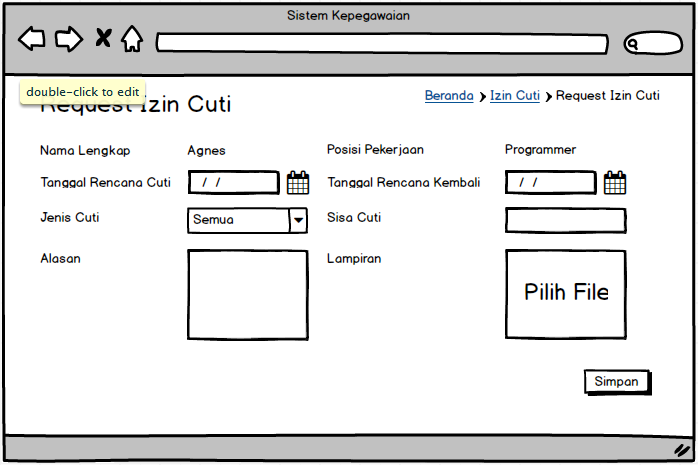 Sistem Kepegawaian
double-click to edit
Request Izin Cuti
Beranda > Izin Cuti > Request Izin Cuti
Nama Lengkap Agnes Posisi Pekerjaan Programmer
Tanggal Rencana Cuti / / Tanggal Rencana Kembali / /
Jenis Cuti Semua Sisa Cuti
Alasan Lampiran
Pilih File
Simpan